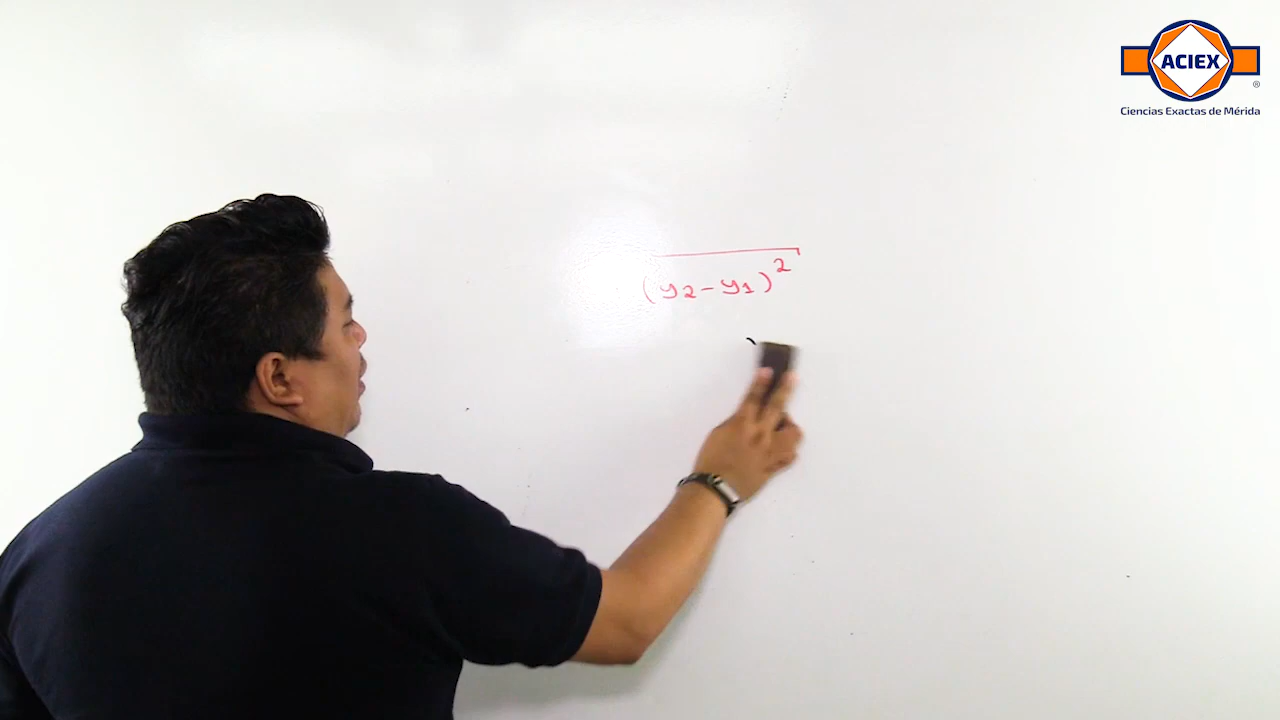 ACIEX
®
Ciencias Exactas de Mérida
(y2-y1)²